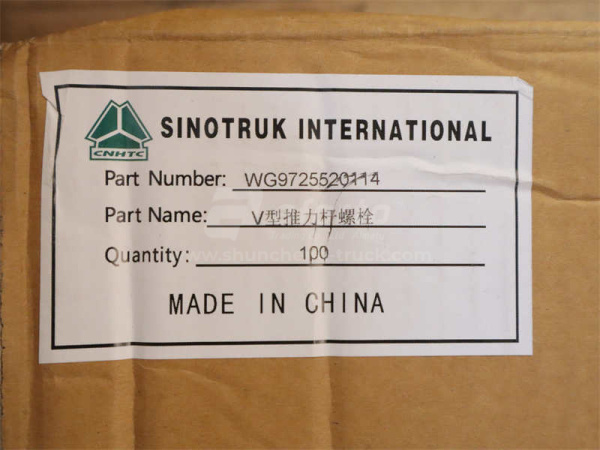 SINOTRUK INTERNATIONAL
CNHTC
Part Number: WG9725520114
Part Name: V型推力杆螺栓
Quantity: 100
MADE IN CHINA